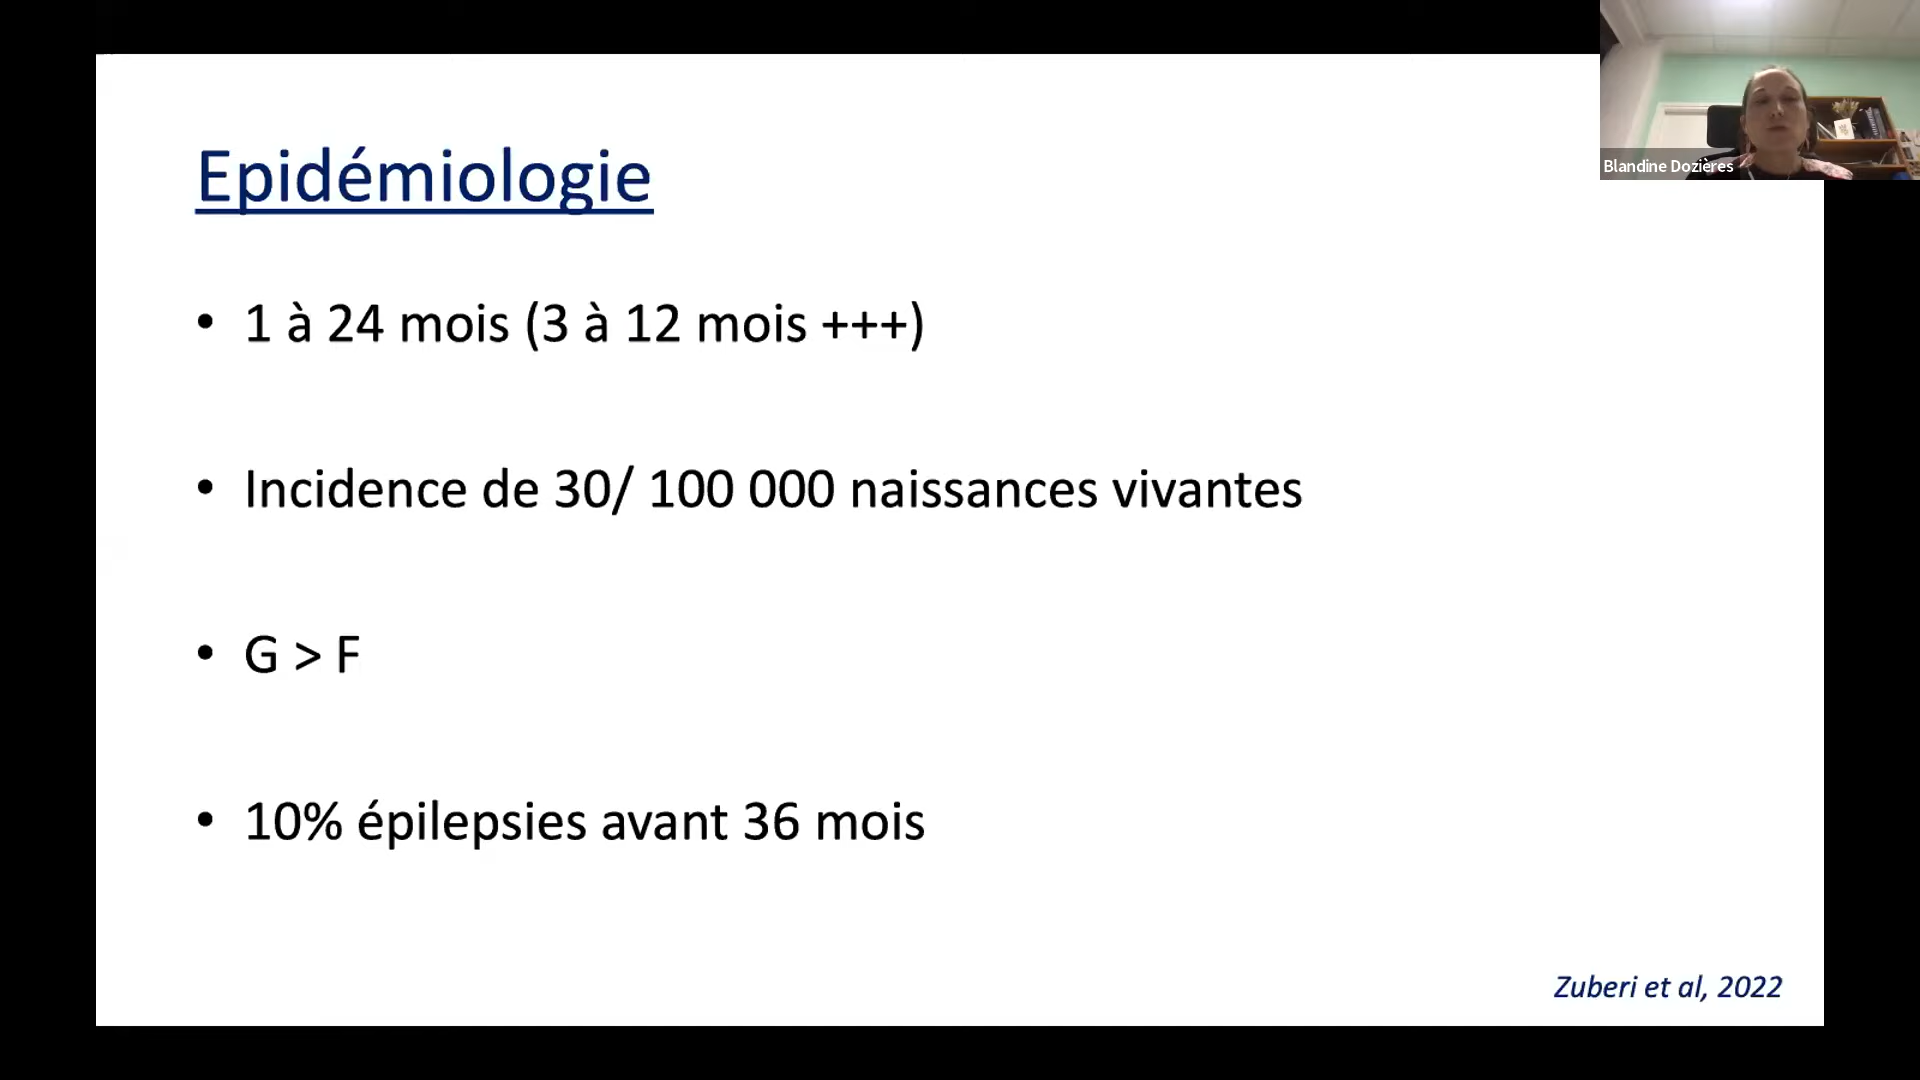 Epidémiologie
• 1 à 24 mois (3 à 12 mois +++)
• Incidence de 30/ 100 000 naissances vivantes
• G > F
• 10% épilepsies avant 36 mois
Zuberi et al, 2022
Blandine Dozières